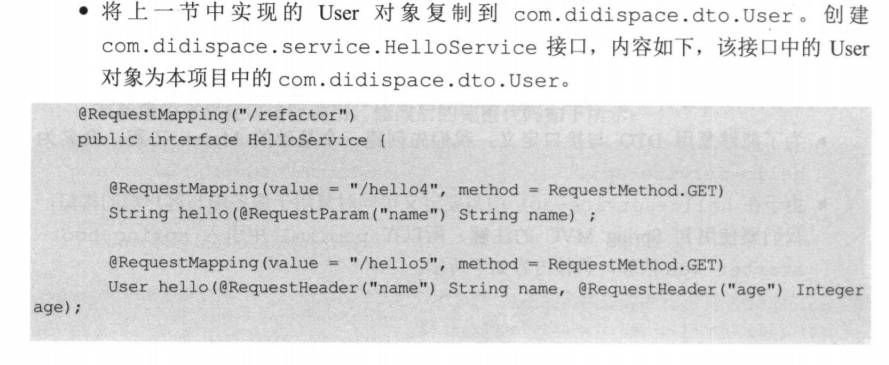 • 将上一节中实现的 User 对象复制到 com.didispace.dto.User。创建
com.didispace.service.HelloService 接口，内容如下，该接口中的 User
对象为本项目中的 com.didispace.dto.User。
@RequestMapping("/refactor")
public interface HelloService {
@RequestMapping(value = "/hello4", method = RequestMethod.GET)
String hello(@RequestParam("name") String name) ;
@RequestMapping(value = "/hello5", method = RequestMethod.GET)
User hello(@RequestHeader("name") String name, @RequestHeader("age") Integer
age);